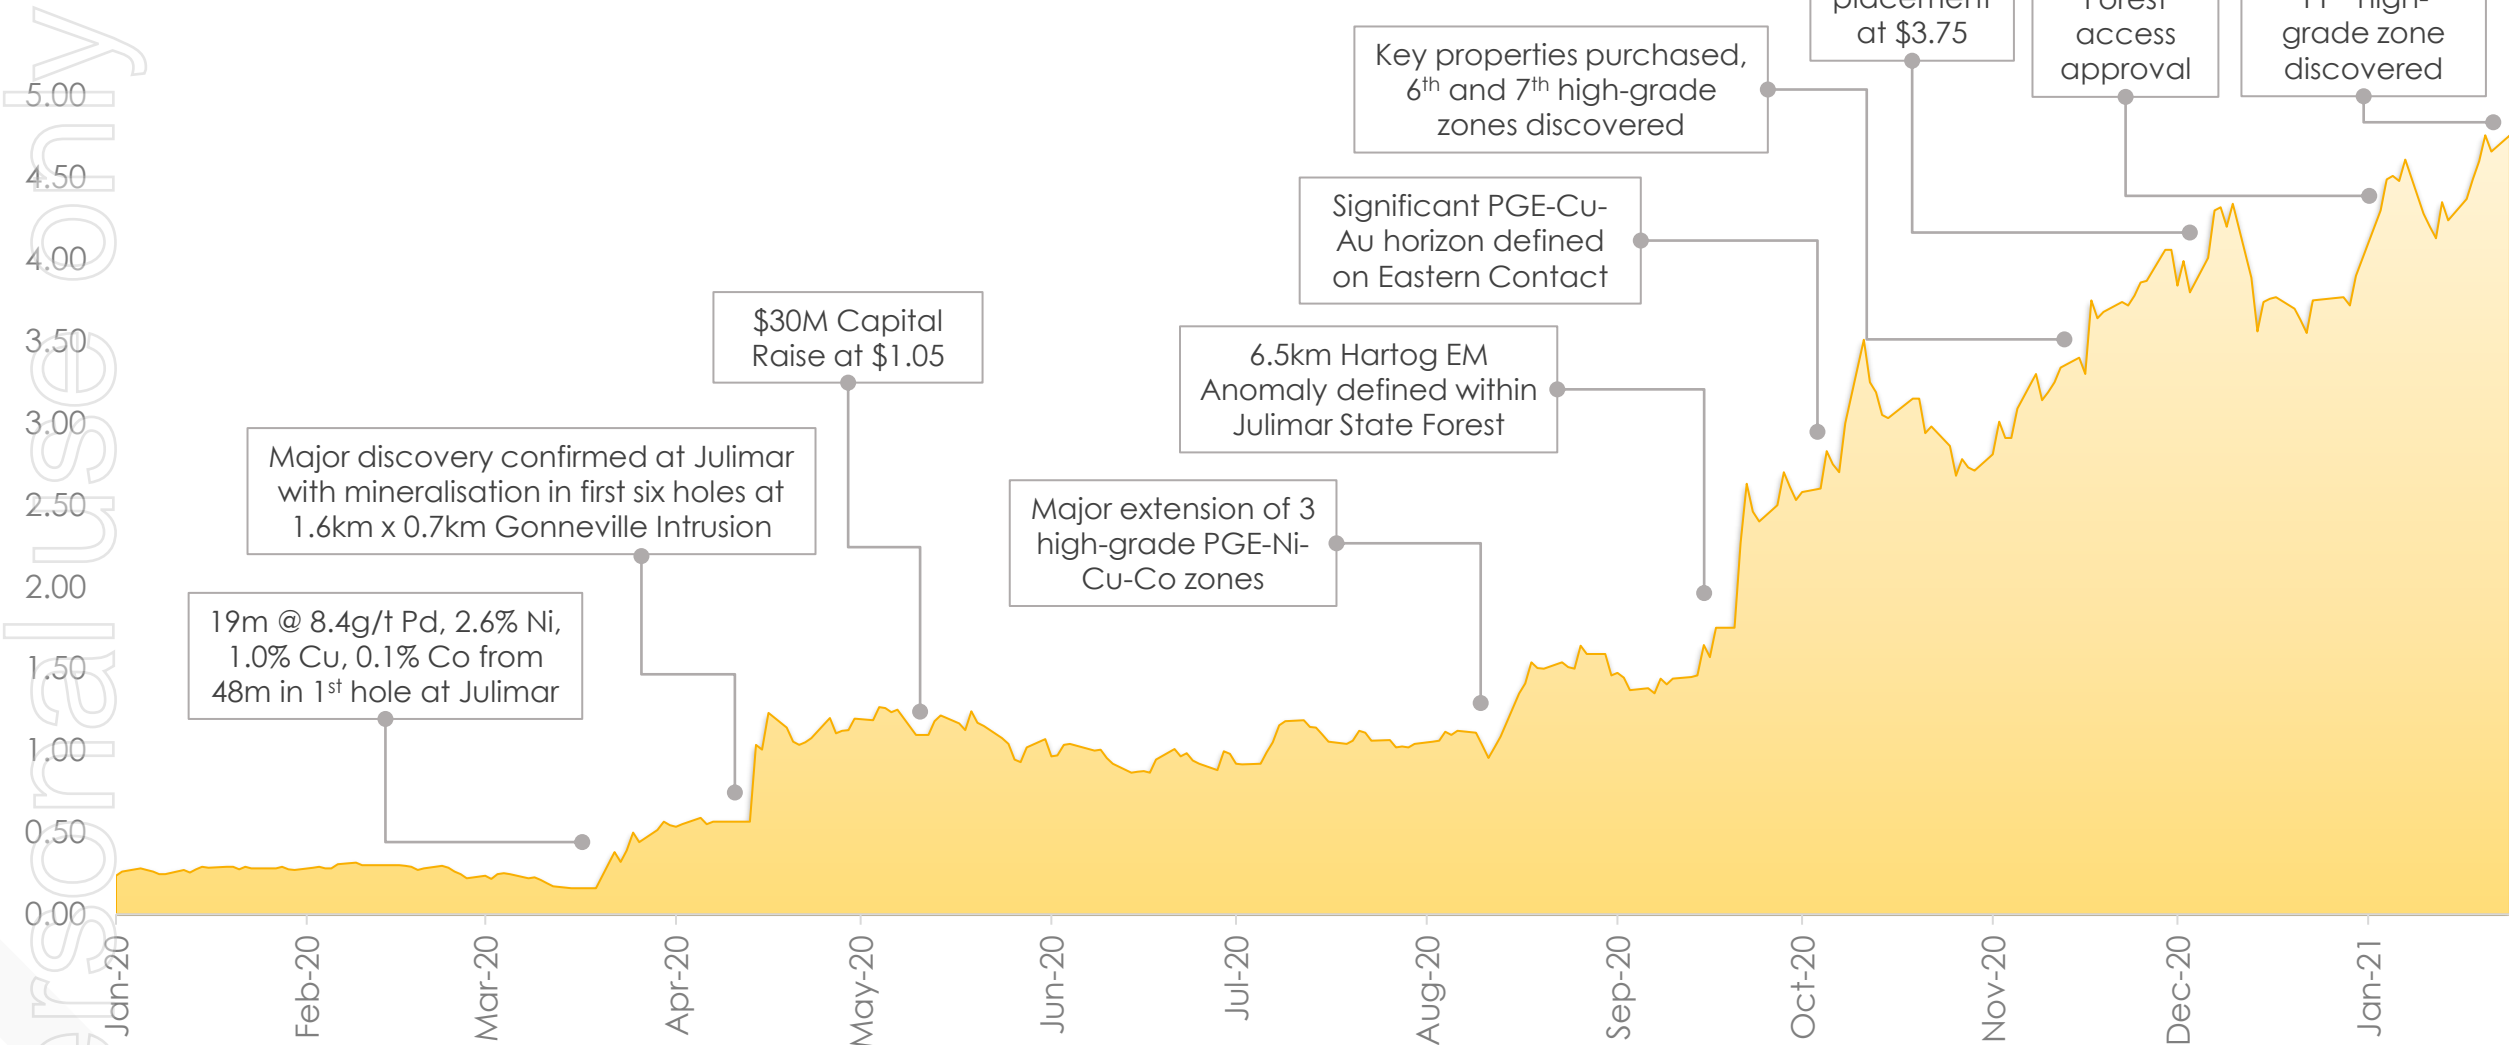 placement
at $3.75
Forest
access
approval
high-
grade zone
discovered
Key properties purchased,
6th and 7th high-grade
zones discovered
Significant PGE-Cu-
Au horizon defined
on Eastern Contact
$30M Capital
Raise at $1.05
6.5km Hartog EM
Anomaly defined within
Julimar State Forest
Major discovery confirmed at Julimar
with mineralisation in first six holes at
1.6km x 0.7km Gonneville Intrusion
Major extension of 3
high-grade PGE-Ni-
Cu-Co zones
19m @ 8.4g/t Pd, 2.6% Ni,
1.0% Cu, 0.1% Co from
48m in 1st hole at Julimar
5.00
4.50
4.00
3.50
3.00
2.50
2.00
1.50
1.00
0.50
0.00
Jan-20
Feb-20
Mar-20
Apr-20
May-20
Jun-20
Jul-20
Aug-20
Sep-20
Oct-20
Nov-20
Dec-20
Jan-21
ersonal use only